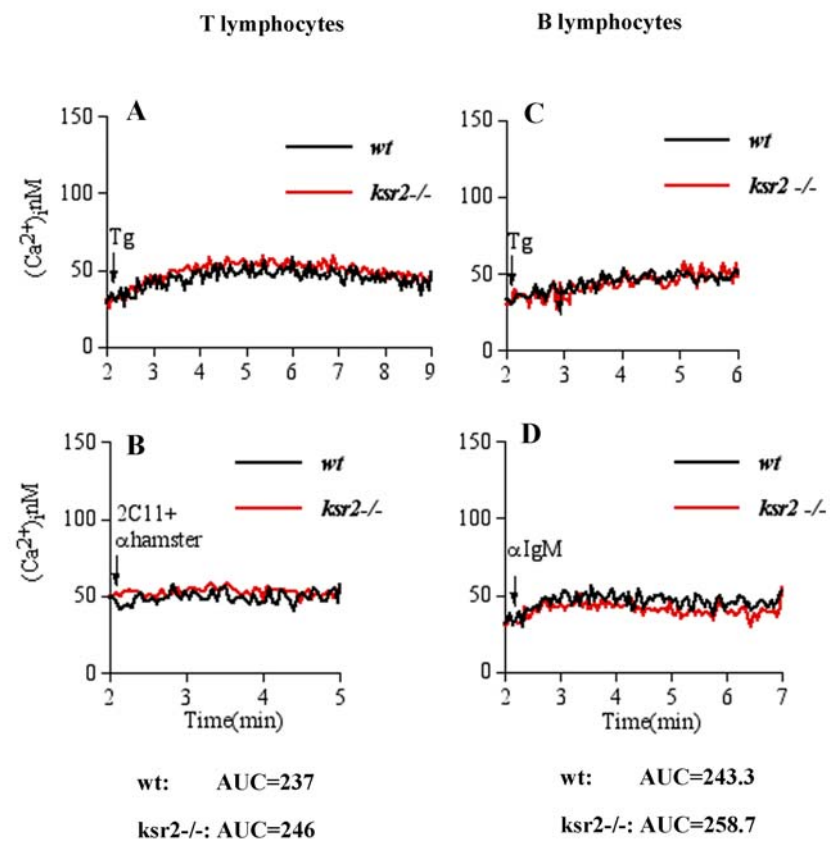 T lymphocytes
B lymphocytes
A
150
100
50
0
((Ca2+)inM
Tg
wt
ksr2-/-
2 3 4 5 6 7 8 9
C
150
100
50
0
Tg
wt
ksr2 -/-
2 3 4 5 6
B
150
100
50
0
((Ca2+)inM
2C11+
αhamster
wt
ksr2-/-
2 3 4 5
Time(min)
D
150
100
50
0
αIgM
wt
ksr2 -/-
2 3 4 5 6 7
Time(min)
wt: AUC=237
ksr2-/-: AUC=246
wt: AUC=243.3
ksr2-/-: AUC=258.7